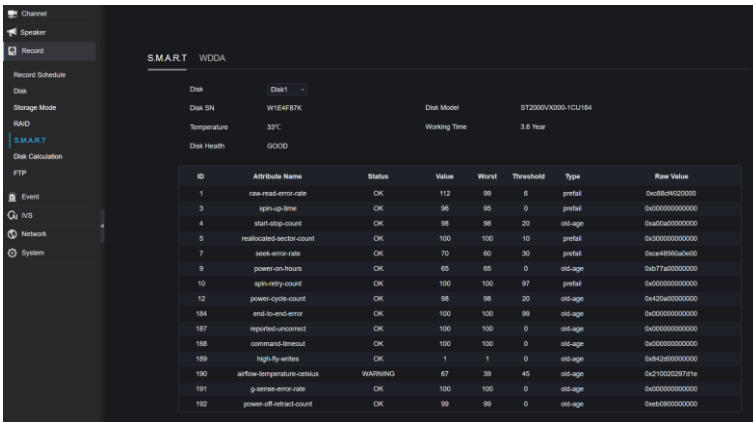 Channel
Speaker
Record
Record Schedule
Disk
Storage Mode
RAID
S.M.A.R.T
Disk Calculation
FTP
Event
IVS
Network
System
S.M.A.R.T WDDA
Disk Disk1
Disk SN W1E4F87K Disk Model ST2000VX000-1CU164
Temperature 33℃ Working Time 3.6 Year
Disk Health GOOD
ID Attribute Name Status Value Worst Threshold Type Raw Value
1 raw-read-error-rate OK 112 99 6 prefail 0xc88cf4020000
3 spin-up-time OK 96 95 0 prefail 0x000000000000
4 start-stop-count OK 98 98 20 old-age 0xa00a00000000
5 reallocated-sector-count OK 100 100 10 prefail 0x300000000000
7 seek-error-rate OK 70 60 30 prefail 0xce48560a0e00
9 power-on-hours OK 65 65 0 old-age 0xb77a00000000
10 spin-retry-count OK 100 100 97 prefail 0x000000000000
12 power-cycle-count OK 98 98 20 old-age 0x420a00000000
184 end-to-end-error OK 100 100 99 old-age 0x000000000000
187 reported-uncorrect OK 100 100 0 old-age 0x000000000000
188 command-timeout OK 100 100 0 old-age 0x000000000000
189 high-fly-writes OK 1 1 0 old-age 0x842d00000000
190 airflow-temperature-celsius WARNING 67 39 45 old-age 0x210020297d1e
191 g-sense-error-rate OK 100 100 0 old-age 0x000000000000
192 power-off-retract-count OK 99 99 0 old-age 0xeb0900000000